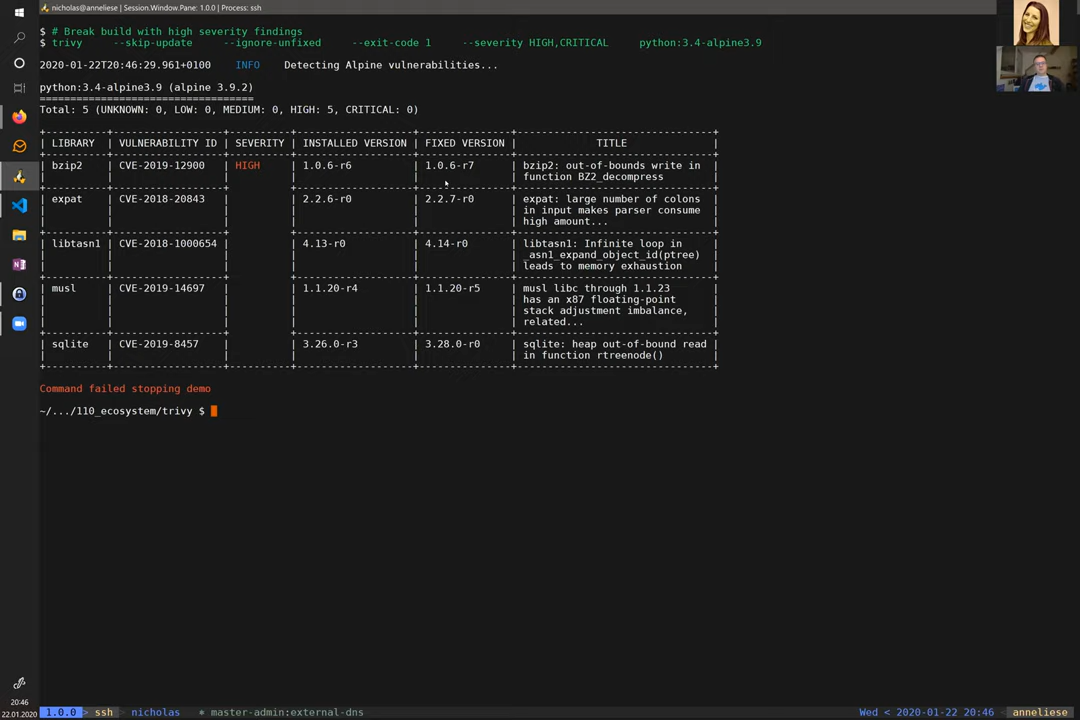 nicholas@anneliese | Session.Window.Pane: 1.0.0 | Process: ssh
$ # Break build with high severity findings
$ trivy --skip-update --ignore-unfixed --exit-code 1 --severity HIGH,CRITICAL python:3.4-alpine3.9
2020-01-22T20:46:29.961+0100 INFO Detecting Alpine vulnerabilities...
python:3.4-alpine3.9 (alpine 3.9.2)
===================================
Total: 5 (UNKNOWN: 0, LOW: 0, MEDIUM: 0, HIGH: 5, CRITICAL: 0)
| LIBRARY | VULNERABILITY ID | SEVERITY | INSTALLED VERSION | FIXED VERSION | TITLE |
| bzip2 | CVE-2019-12900 | HIGH | 1.0.6-r6 | 1.0.6-r7 | bzip2: out-of-bounds write in |
| | | | | | function BZ2_decompress |
| expat | CVE-2018-20843 | | 2.2.6-r0 | 2.2.7-r0 | expat: large number of colons |
| | | | | | in input makes parser consume |
| | | | | | high amount... |
| libtasn1 | CVE-2018-1000654 | | 4.13-r0 | 4.14-r0 | libtasn1: Infinite loop in |
| | | | | | _asn1_expand_object_id(ptree) |
| | | | | | leads to memory exhaustion |
| musl | CVE-2019-14697 | | 1.1.20-r4 | 1.1.20-r5 | musl libc through 1.1.23 |
| | | | | | has an x87 floating-point |
| | | | | | stack adjustment imbalance, |
| | | | | | related... |
| sqlite | CVE-2019-8457 | | 3.26.0-r3 | 3.28.0-r0 | sqlite: heap out-of-bound read |
| | | | | | in function rtreenode() |
Command failed stopping demo
~/.../110_ecosystem/trivy $
20:46
22.01.2020
1.0.0 > ssh nicholas * master-admin:external-dns Wed < 2020-01-22 < 20:46 anneliese